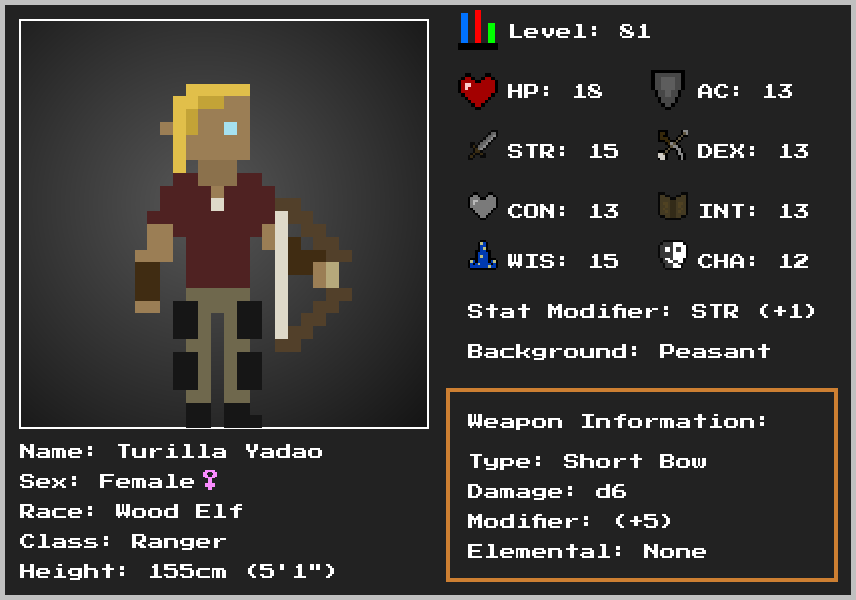 Level: 81
HP: 18
AC: 13
STR: 15
DEX: 13
CON: 13
INT: 13
WIS: 15
CHA: 12
Stat Modifier: STR (+1)
Background: Peasant
Weapon Information:
Type: Short Bow
Damage: d6
Modifier: (+5)
Elemental: None
Name: Turilla Yadao
Sex: Female♀
Race: Wood Elf
Class: Ranger
Height: 155cm (5'1")